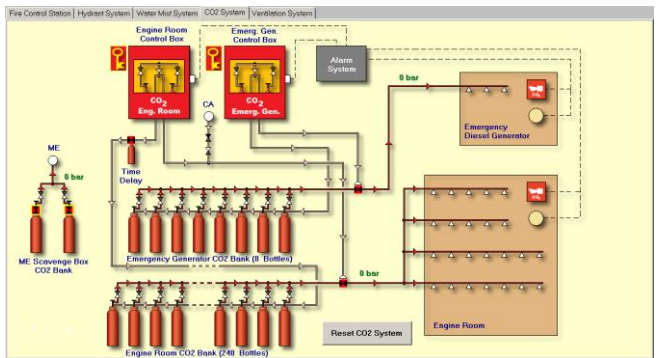 Fire Control Station | Hydrant System | Water Mist System | CO2 System | Ventilation System
Engine Room
Control Box
Emerg. Gen.
Control Box
Alarm
System
CO2
Eng. Room
CO2
Emerg. Gen.
CA
0 bar
Emergency
Diesel Generator
ME
0 bar
Time
Delay
ME Scavenge Box
CO2 Bank
Emergency Generator CO2 Bank (8 Bottles)
0 bar
Engine Room CO2 Bank (240 Bottles)
Reset CO2 System
Engine Room